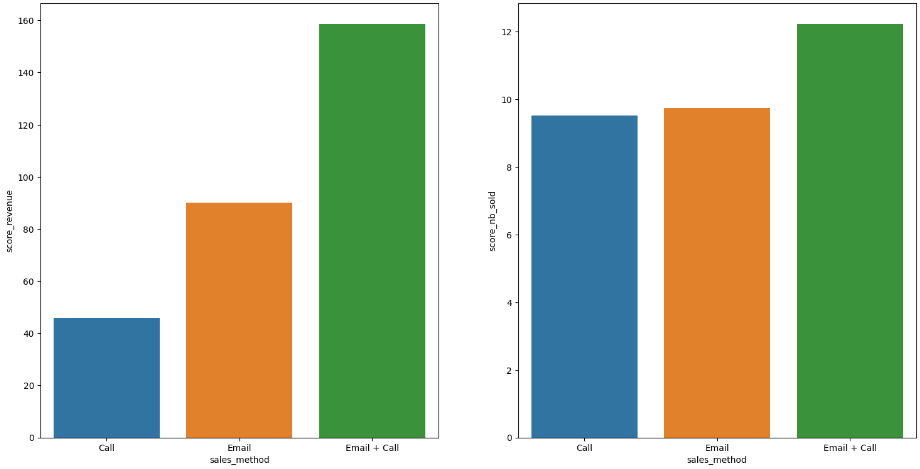 160
140
120
100
80
60
40
20
0
score_revenue
Call Email Email + Call
sales_method
12
10
8
6
4
2
0
score_nb_sold
Call Email Email + Call
sales_method